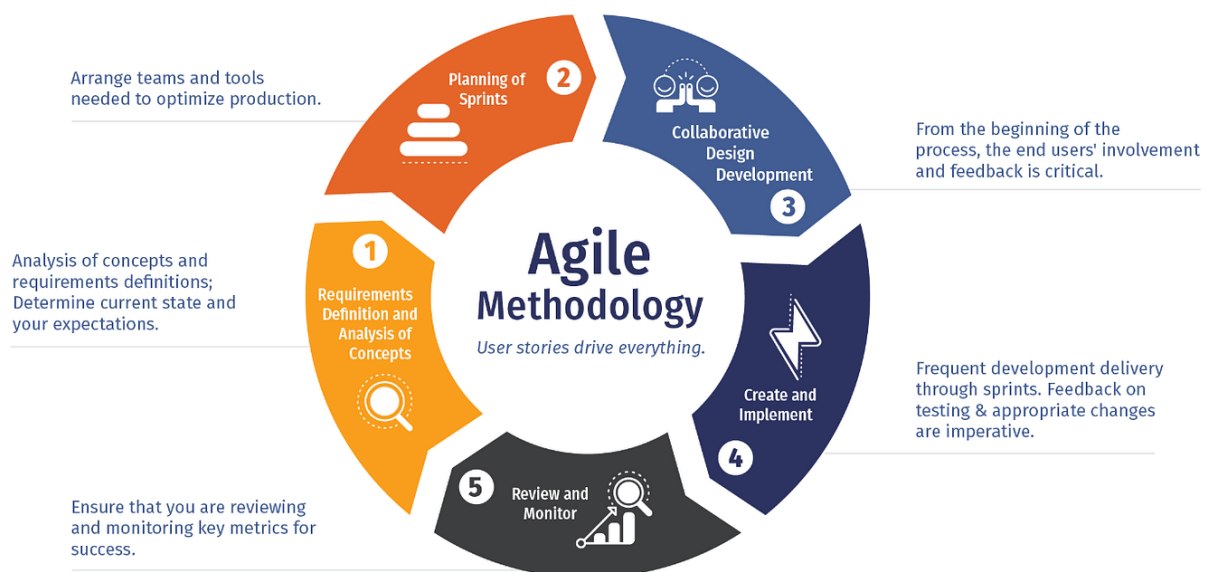 Agile
Methodology
User stories drive everything.
1
Requirements
Definition and
Analysis of
Concepts
Analysis of concepts and
requirements definitions;
Determine current state and
your expectations.
2
Planning of
Sprints
Arrange teams and tools
needed to optimize production.
Collaborative
Design
Development
3
From the beginning of the
process, the end users' involvement
and feedback is critical.
Create and
Implement
4
Frequent development delivery
through sprints. Feedback on
testing & appropriate changes
are imperative.
5
Review and
Monitor
Ensure that you are reviewing
and monitoring key metrics for
success.